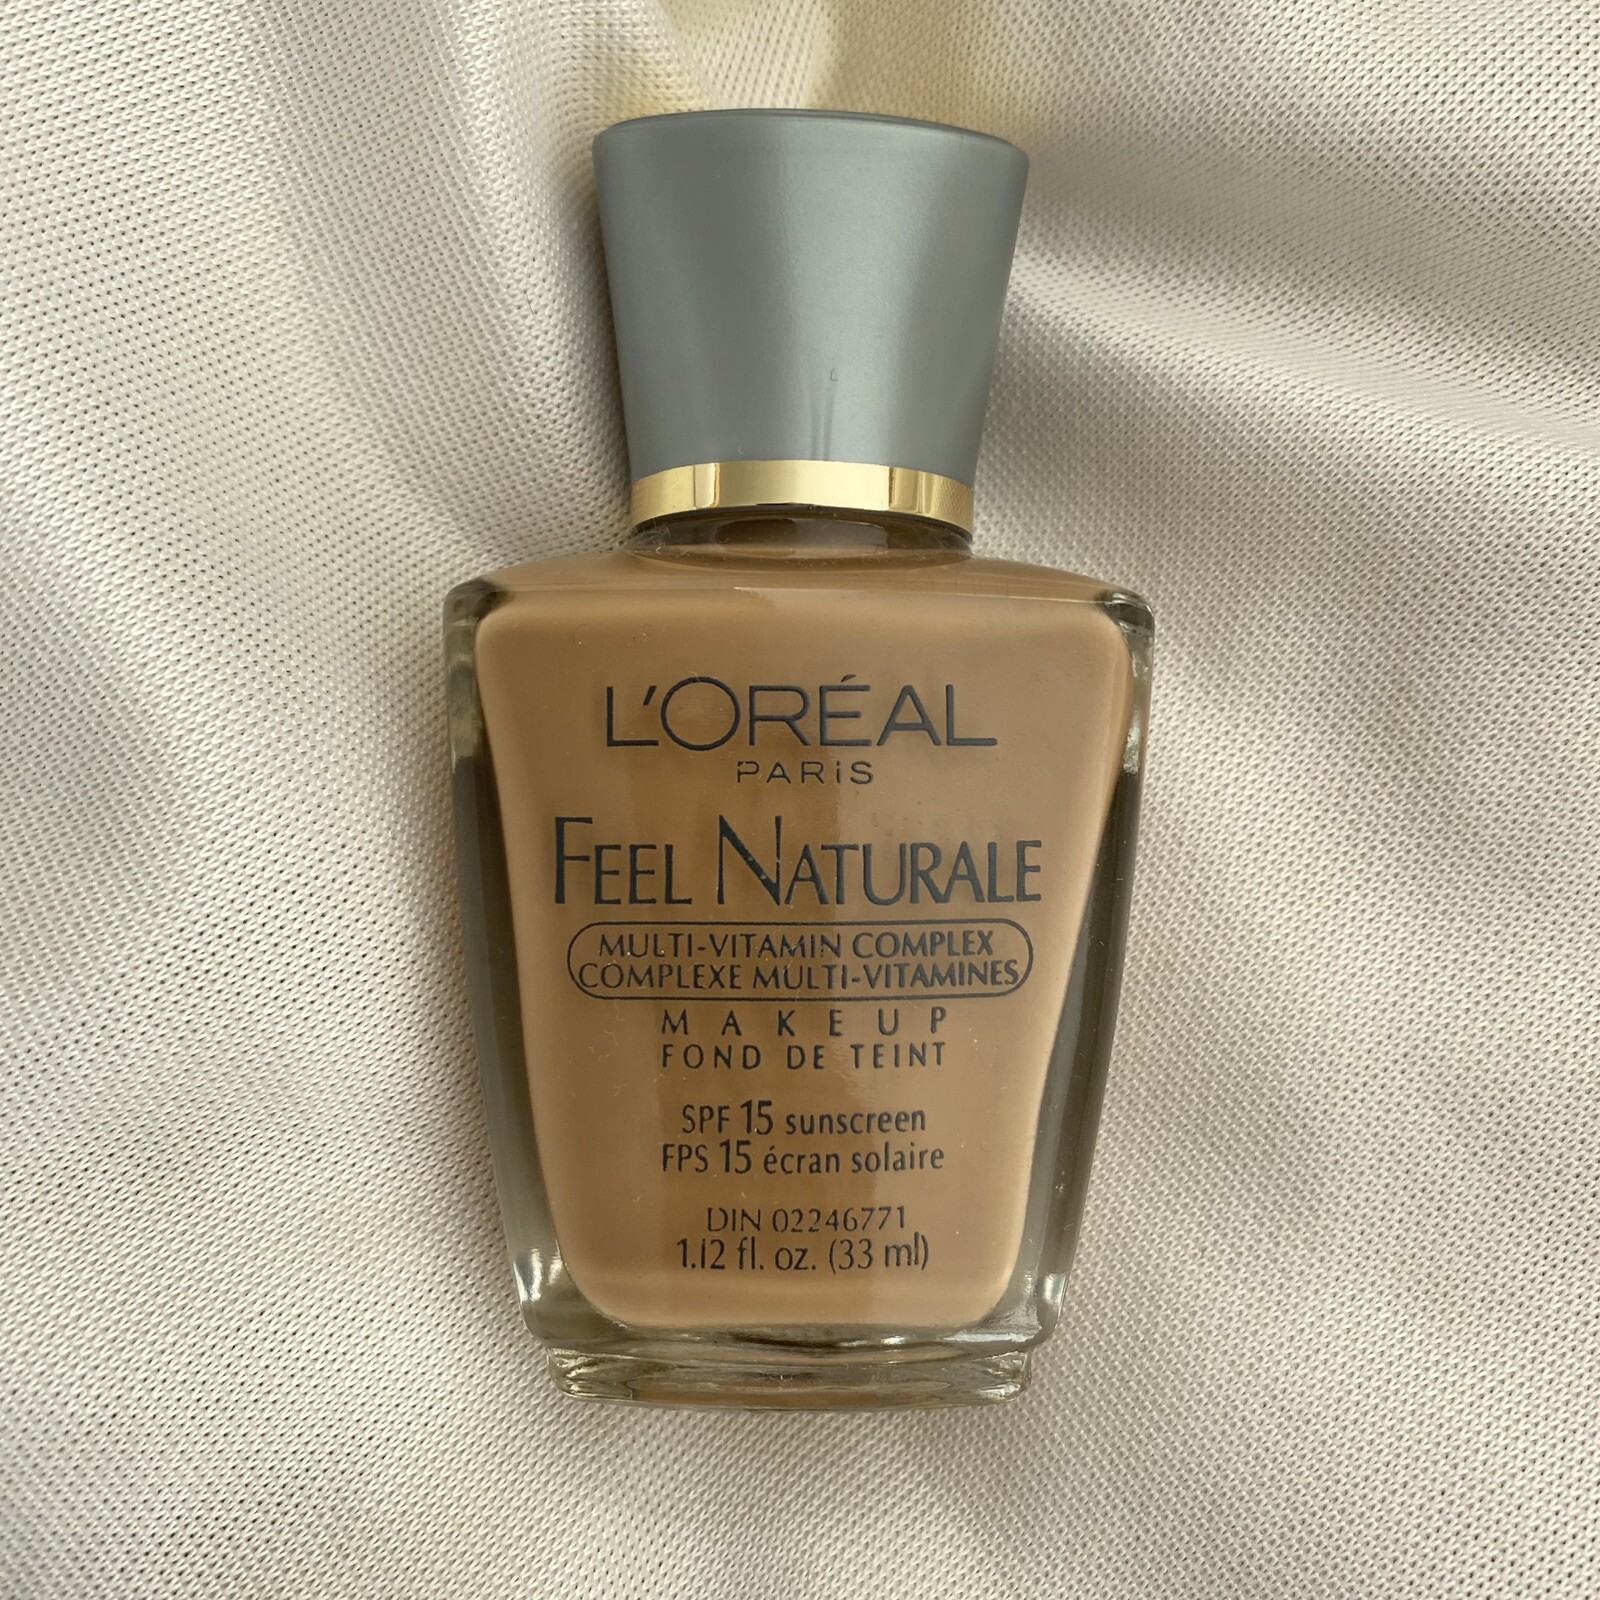 L'ORÉAL
PARiS
FEEL NATURALE
MULTI-VITAMIN COMPLEX
COMPLEXE MULTI-VITAMINES
MAKEUP
FOND DE TEINT
SPF 15 sunscreen
FPS 15 écran solaire
DIN 02246771
1.12 fl. oz. (33 ml)